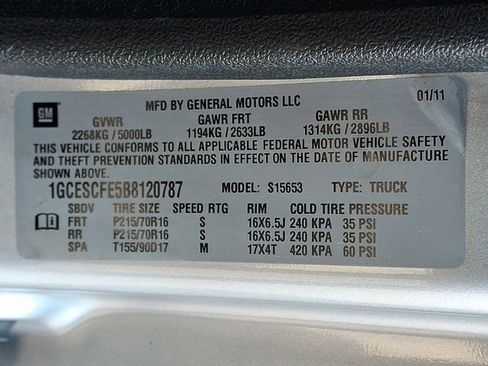 GM
MFD BY GENERAL MOTORS LLC 01/11
GVWR GAWR FRT GAWR RR
2268KG / 5000LB 1194KG / 2633LB 1314KG / 2896LB
THIS VEHICLE CONFORMS TO ALL APPLICABLE FEDERAL MOTOR VEHICLE SAFETY
AND THEFT PREVENTION STANDARDS IN EFFECT ON THE DATE OF MANUFACTURE
SHOWN ABOVE.
1GCESCFE5B8120787 MODEL: S15653 TYPE: TRUCK
SBDV TIRE SIZE SPEED RTG RIM COLD TIRE PRESSURE
FRT P215/70R16 S 16X6.5J 240 KPA 35 PSI
RR P215/70R16 S 16X6.5J 240 KPA 35 PSI
SPA T155/90D17 M 17X4T 420 KPA 60 PSI